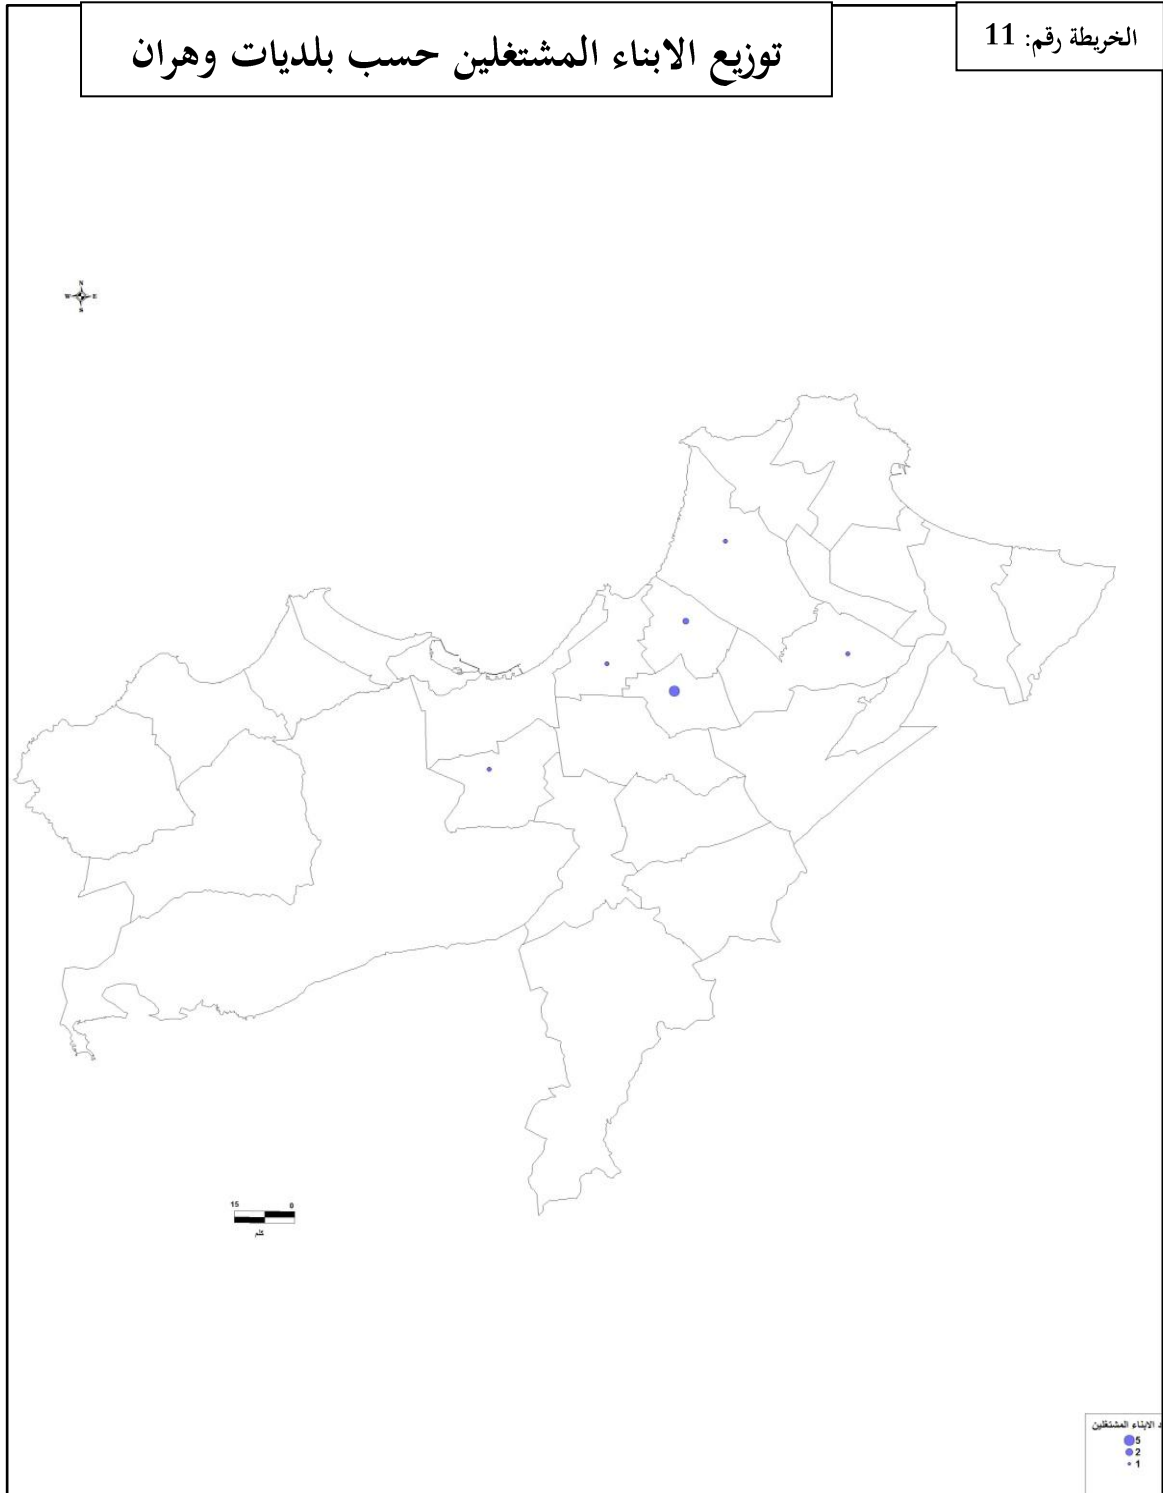 الخريطة رقم: 11
توزيع الابناء المشتغلين حسب بلديات وهران
N
W E
S
15 0
كلم
د الابناء المشتغلين
5
2
1